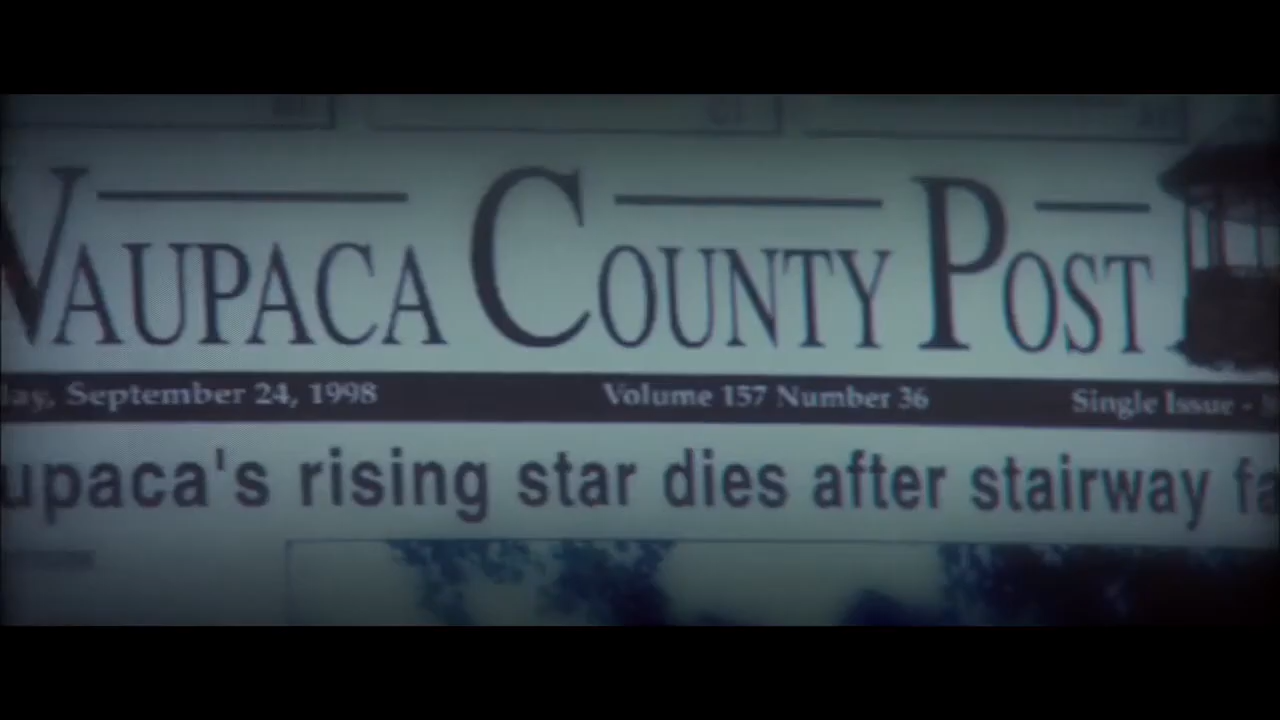 WAUPACA COUNTY POST
lay, September 24, 1998 Volume 157 Number 36 Single Issue -
upaca's rising star dies after stairway fa